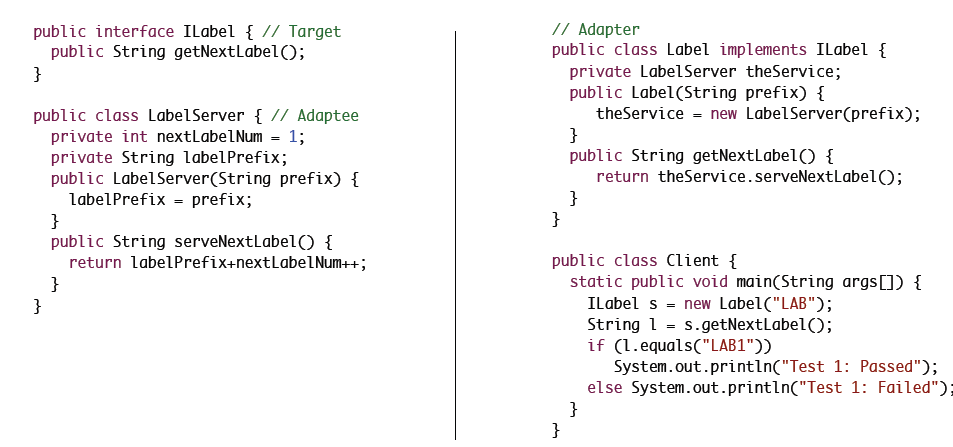 public interface ILabel { // Target
  public String getNextLabel();
}

public class LabelServer { // Adaptee
  private int nextLabelNum = 1;
  private String labelPrefix;
  public LabelServer(String prefix) {
    labelPrefix = prefix;
  }
  public String serveNextLabel() {
    return labelPrefix+nextLabelNum++;
  }
}

// Adapter
public class Label implements ILabel {
  private LabelServer theService;
  public Label(String prefix) {
     theService = new LabelServer(prefix);
  }
  public String getNextLabel() {
     return theService.serveNextLabel();
  }
}

public class Client {
  static public void main(String args[]) {
    ILabel s = new Label("LAB");
    String l = s.getNextLabel();
    if (l.equals("LAB1"))
       System.out.println("Test 1: Passed");
    else System.out.println("Test 1: Failed");
  }
}